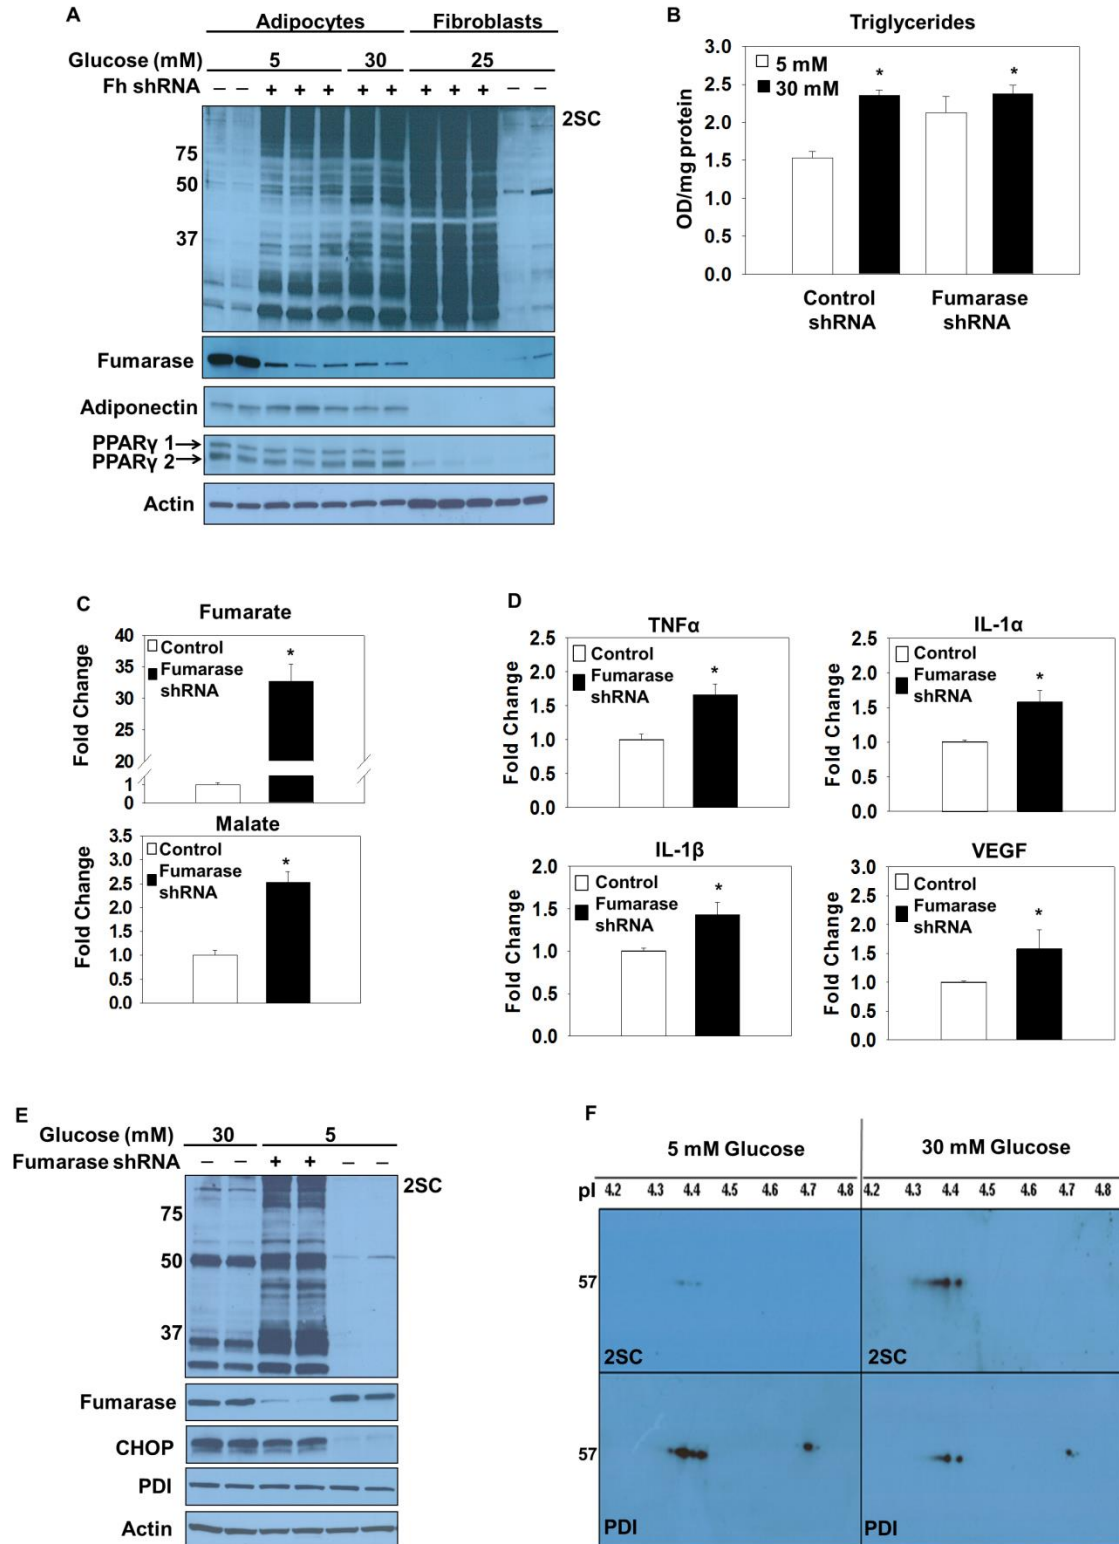 A
Adipocytes Fibroblasts
Glucose (mM) 5 30 25
Fh shRNA – – + + + + + + + + – –
2SC
75
50
37
Fumarase
Adiponectin
PPARγ 1
PPARγ 2
Actin
B
Triglycerides
3.0
2.5
2.0
1.5
1.0
0.5
0.0
OD/mg protein
5 mM
30 mM
* *
Control shRNA
Fumarase shRNA
C
Fumarate
40
35
30
25
20
1
0
Fold Change
Control
Fumarase shRNA
*
Malate
3.5
3.0
2.5
2.0
1.5
1.0
0.5
0.0
Fold Change
Control
Fumarase shRNA
*
D
TNFα
2.5
2.0
1.5
1.0
0.5
0.0
Fold Change
Control
Fumarase shRNA
*
IL-1α
2.5
2.0
1.5
1.0
0.5
0.0
Fold Change
Control
Fumarase shRNA
*
IL-1β
2.0
1.5
1.0
0.5
0.0
Fold Change
Control
Fumarase shRNA
*
VEGF
3.0
2.5
2.0
1.5
1.0
0.5
0.0
Fold Change
Control
Fumarase shRNA
*
E
Glucose (mM) 30 5
Fumarase shRNA – – + + – –
2SC
75
50
37
Fumarase
CHOP
PDI
Actin
F
5 mM Glucose 30 mM Glucose
pI 4.2 4.3 4.4 4.5 4.6 4.7 4.8 4.2 4.3 4.4 4.5 4.6 4.7 4.8
57
2SC 2SC
57
PDI PDI